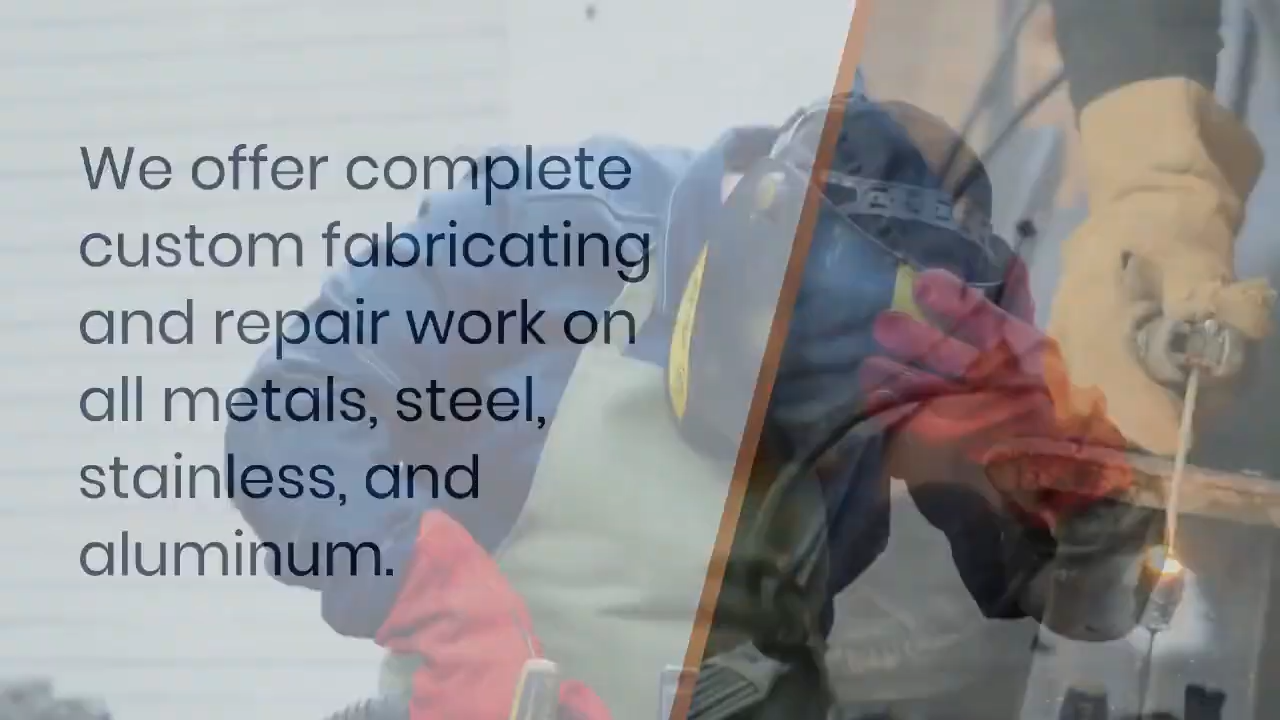 We offer complete
custom fabricating
and repair work on
all metals, steel,
stainless, and
aluminum.